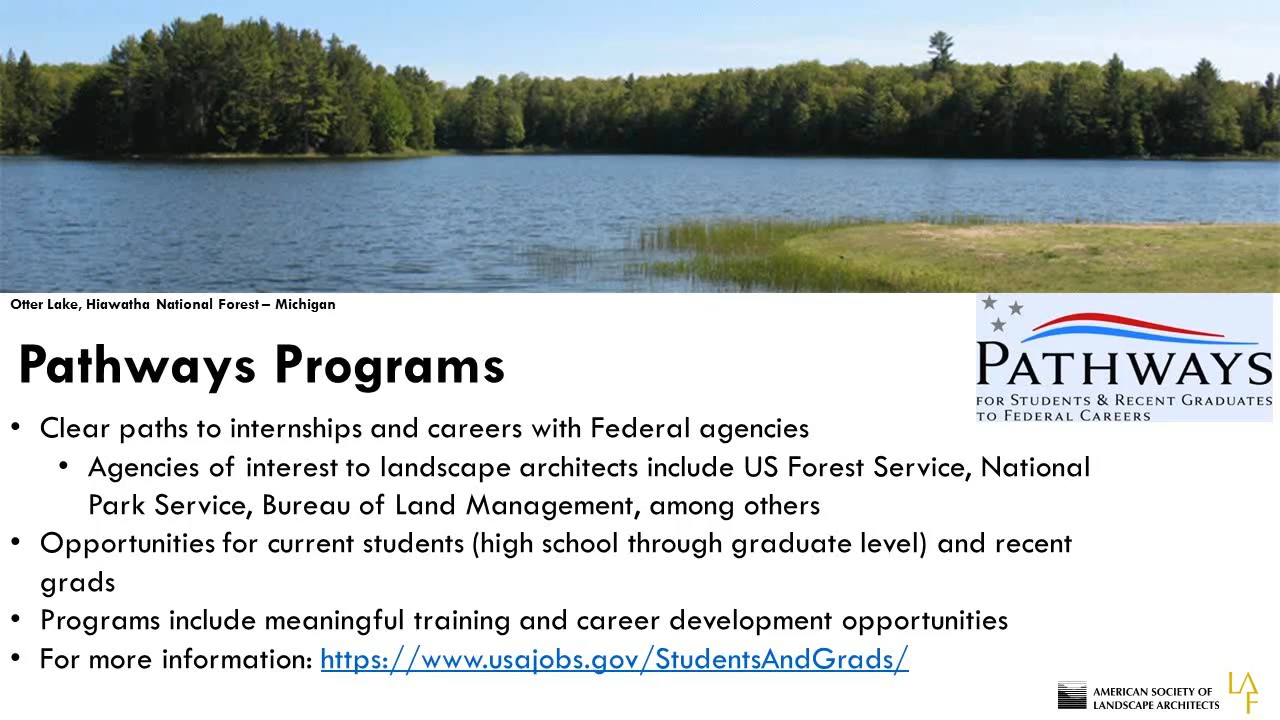 Otter Lake, Hiawatha National Forest – Michigan
Pathways Programs
PATHWAYS
FOR STUDENTS & RECENT GRADUATES
TO FEDERAL CAREERS
• Clear paths to internships and careers with Federal agencies
• Agencies of interest to landscape architects include US Forest Service, National
Park Service, Bureau of Land Management, among others
• Opportunities for current students (high school through graduate level) and recent
grads
• Programs include meaningful training and career development opportunities
• For more information: https://www.usajobs.gov/StudentsAndGrads/
AMERICAN SOCIETY OF
LANDSCAPE ARCHITECTS
LAF